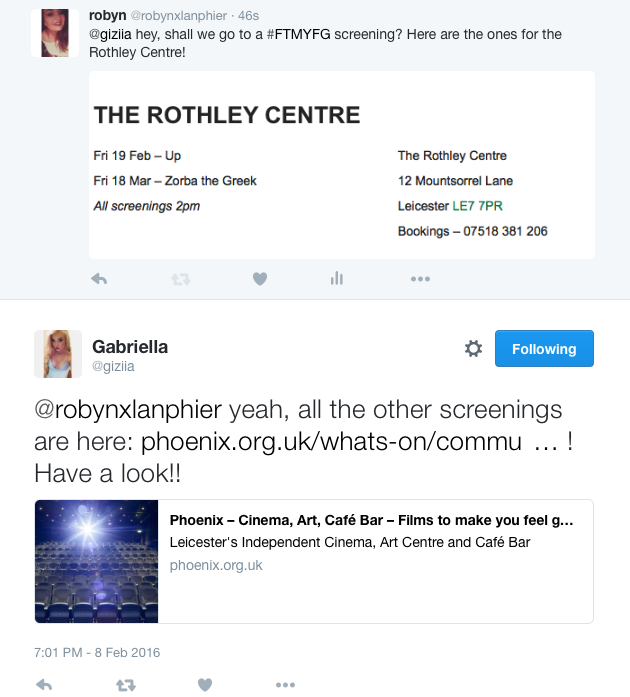 robyn @robynxlanphier · 46s
@giziia hey, shall we go to a #FTMYFG screening? Here are the ones for the
Rothley Centre!
THE ROTHLEY CENTRE
Fri 19 Feb – Up
Fri 18 Mar – Zorba the Greek
All screenings 2pm
The Rothley Centre
12 Mountsorrel Lane
Leicester LE7 7PR
Bookings – 07518 381 206
Gabriella
@giziia
Following
@robynxlanphier yeah, all the other screenings
are here: phoenix.org.uk/whats-on/commu … !
Have a look!!
Phoenix – Cinema, Art, Café Bar – Films to make you feel g...
Leicester's Independent Cinema, Art Centre and Café Bar
phoenix.org.uk
7:01 PM - 8 Feb 2016